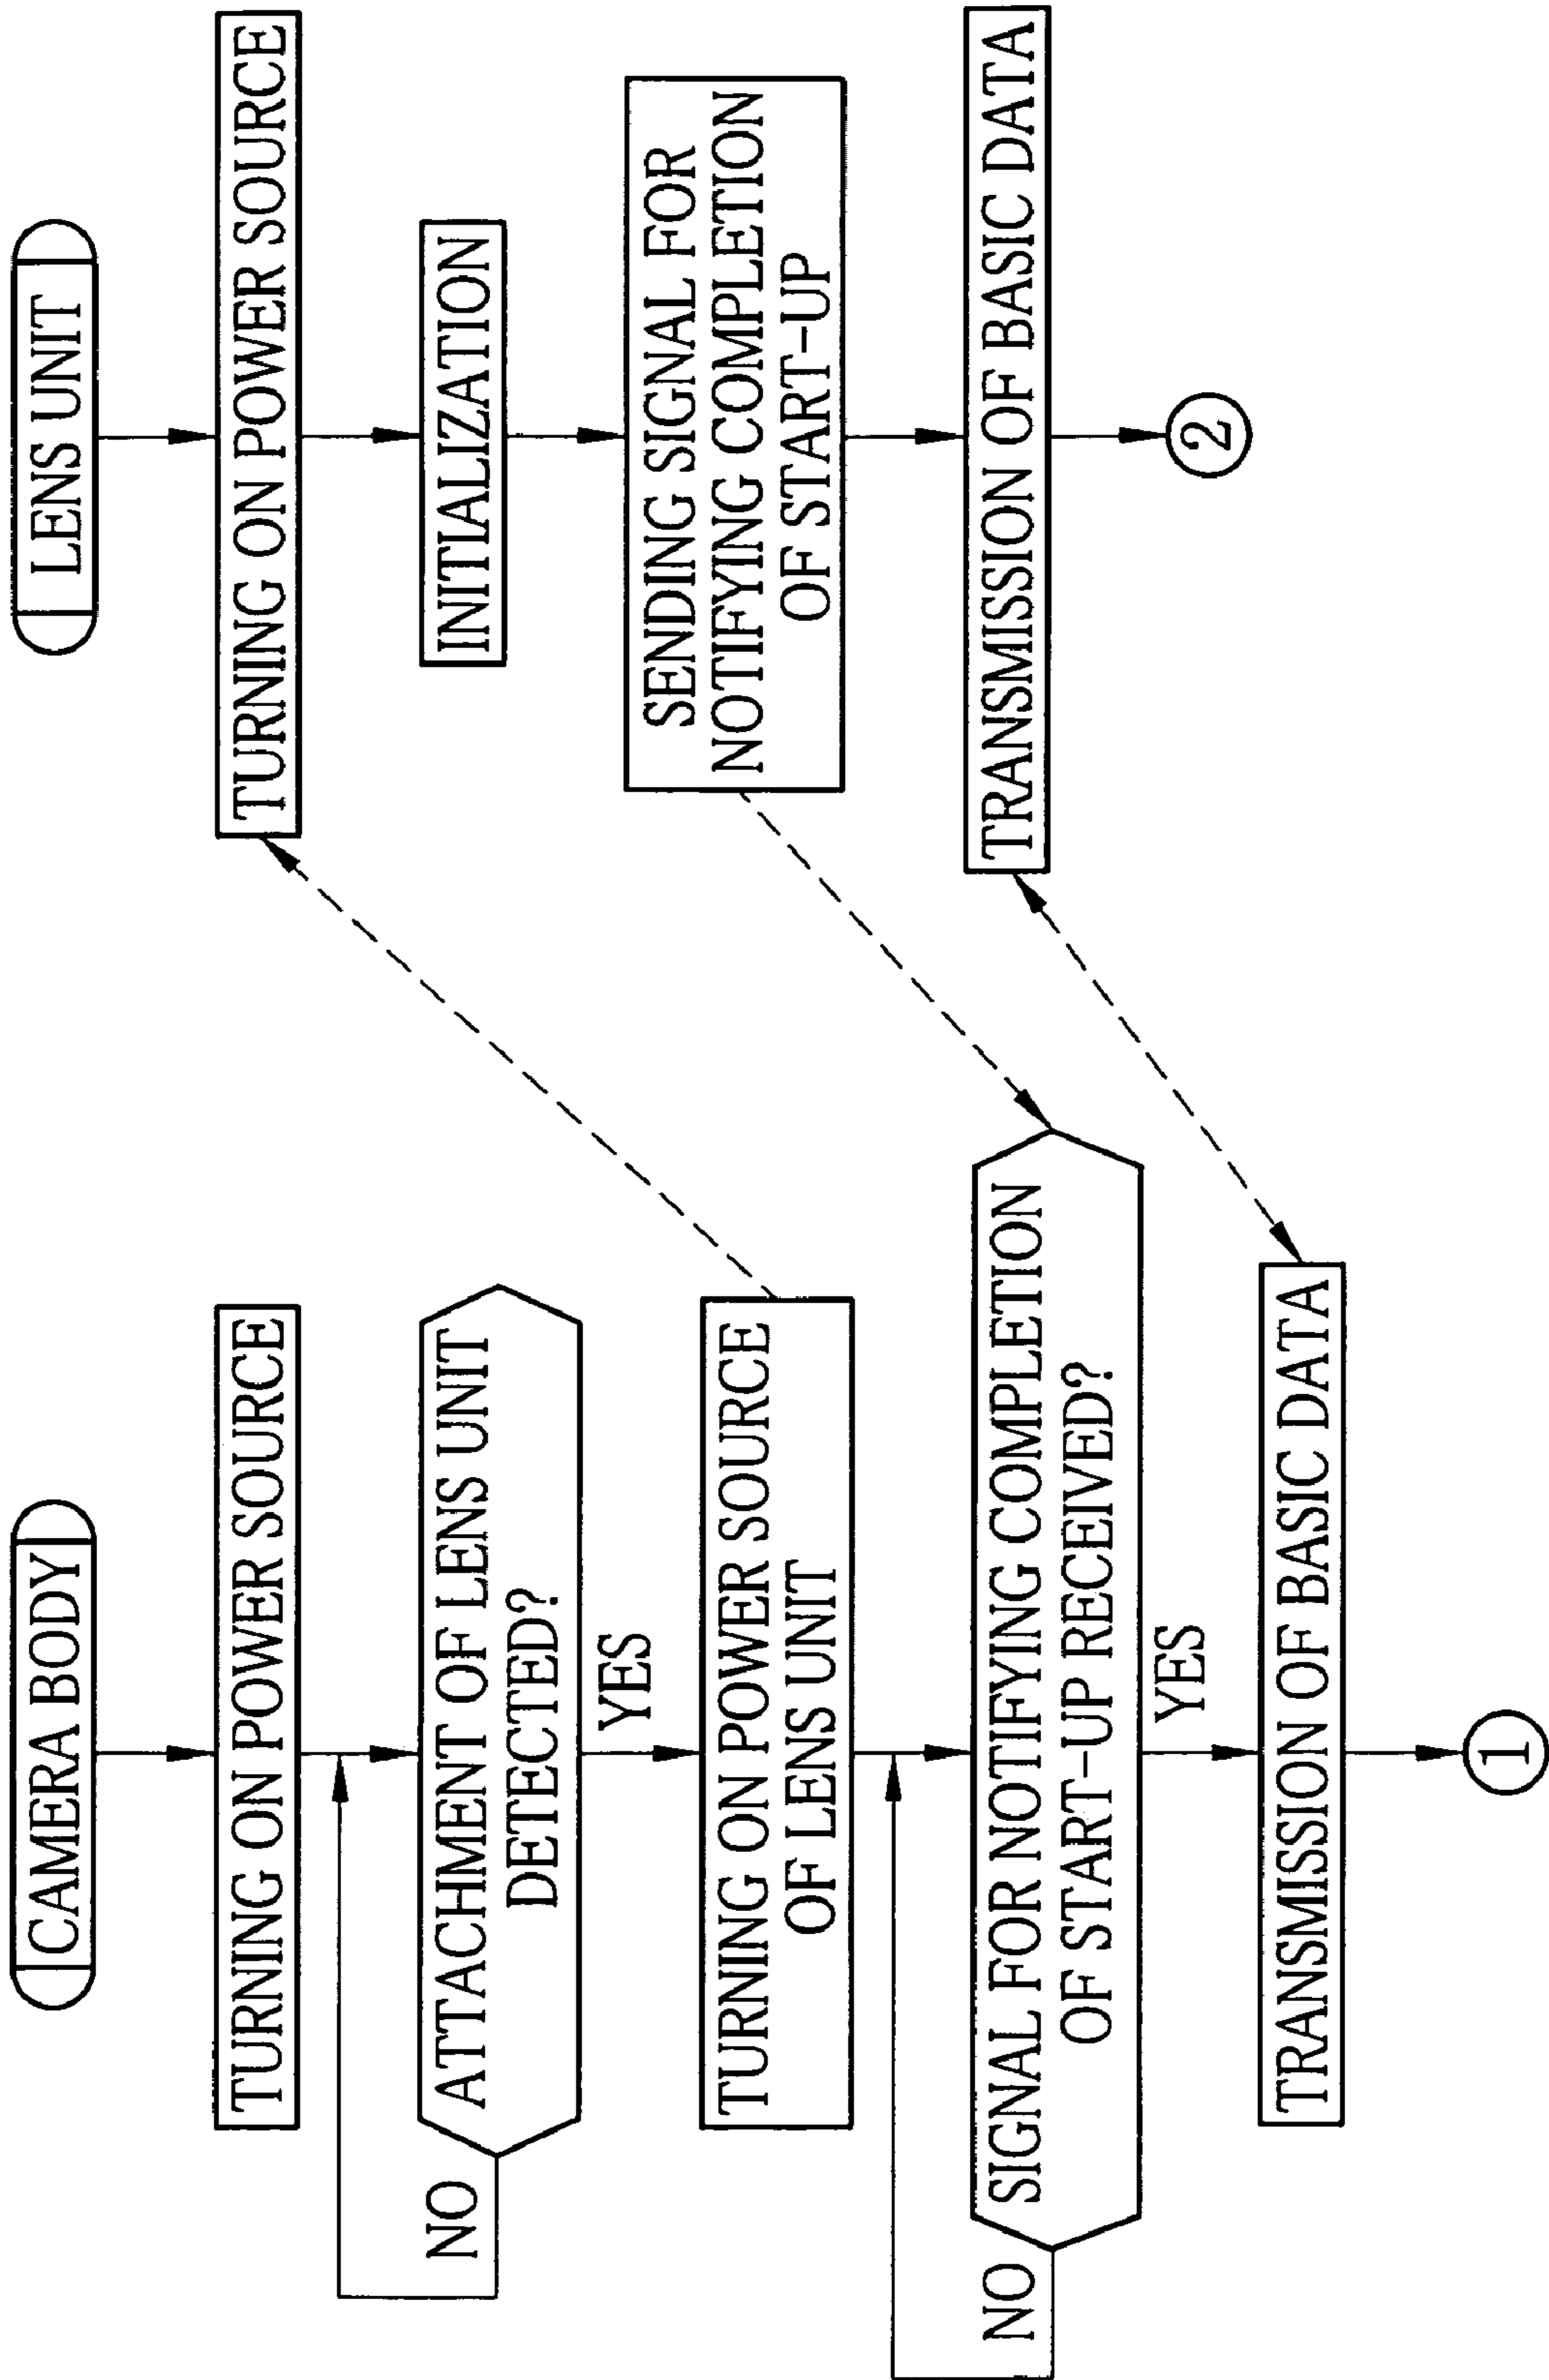 CAMERA BODY
TURNING ON POWER SOURCE
ATTACHMENT OF LENS UNIT
DETECTED?
NO
YES
TURNING ON POWER SOURCE
OF LENS UNIT
SIGNAL FOR NOTIFYING COMPLETION
OF START-UP RECEIVED?
NO
YES
TRANSMISSION OF BASIC DATA
1
LENS UNIT
TURNING ON POWER SOURCE
INITIALIZATION
SENDING SIGNAL FOR
NOTIFYING COMPLETION
OF START-UP
TRANSMISSION OF BASIC DATA
2